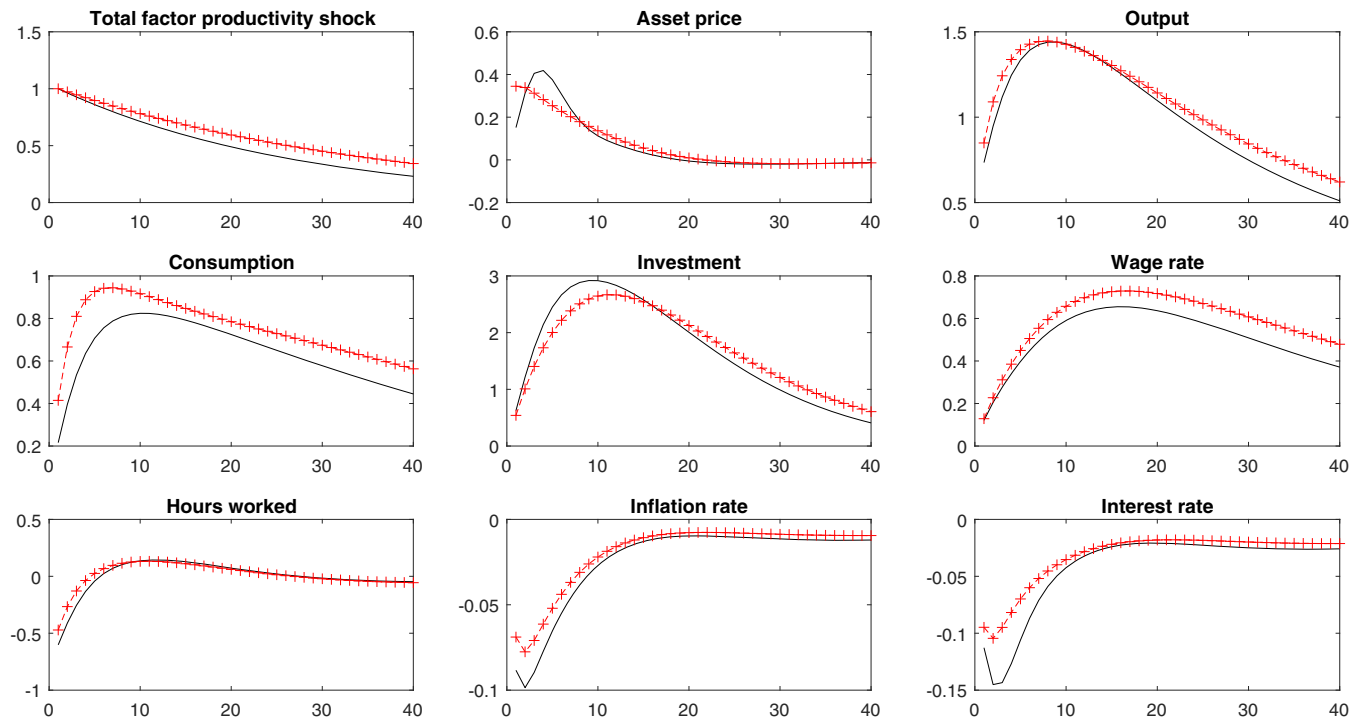 Total factor productivity shock
1.5
1
0.5
0
0 10 20 30 40
Asset price
0.6
0.4
0.2
0
-0.2
0 10 20 30 40
Output
1.5
1
0.5
0 10 20 30 40
Consumption
1
0.8
0.6
0.4
0.2
0 10 20 30 40
Investment
3
2
1
0
0 10 20 30 40
Wage rate
0.8
0.6
0.4
0.2
0
0 10 20 30 40
Hours worked
0.5
0
-0.5
-1
0 10 20 30 40
Inflation rate
0
-0.05
-0.1
0 10 20 30 40
Interest rate
0
-0.05
-0.1
-0.15
0 10 20 30 40